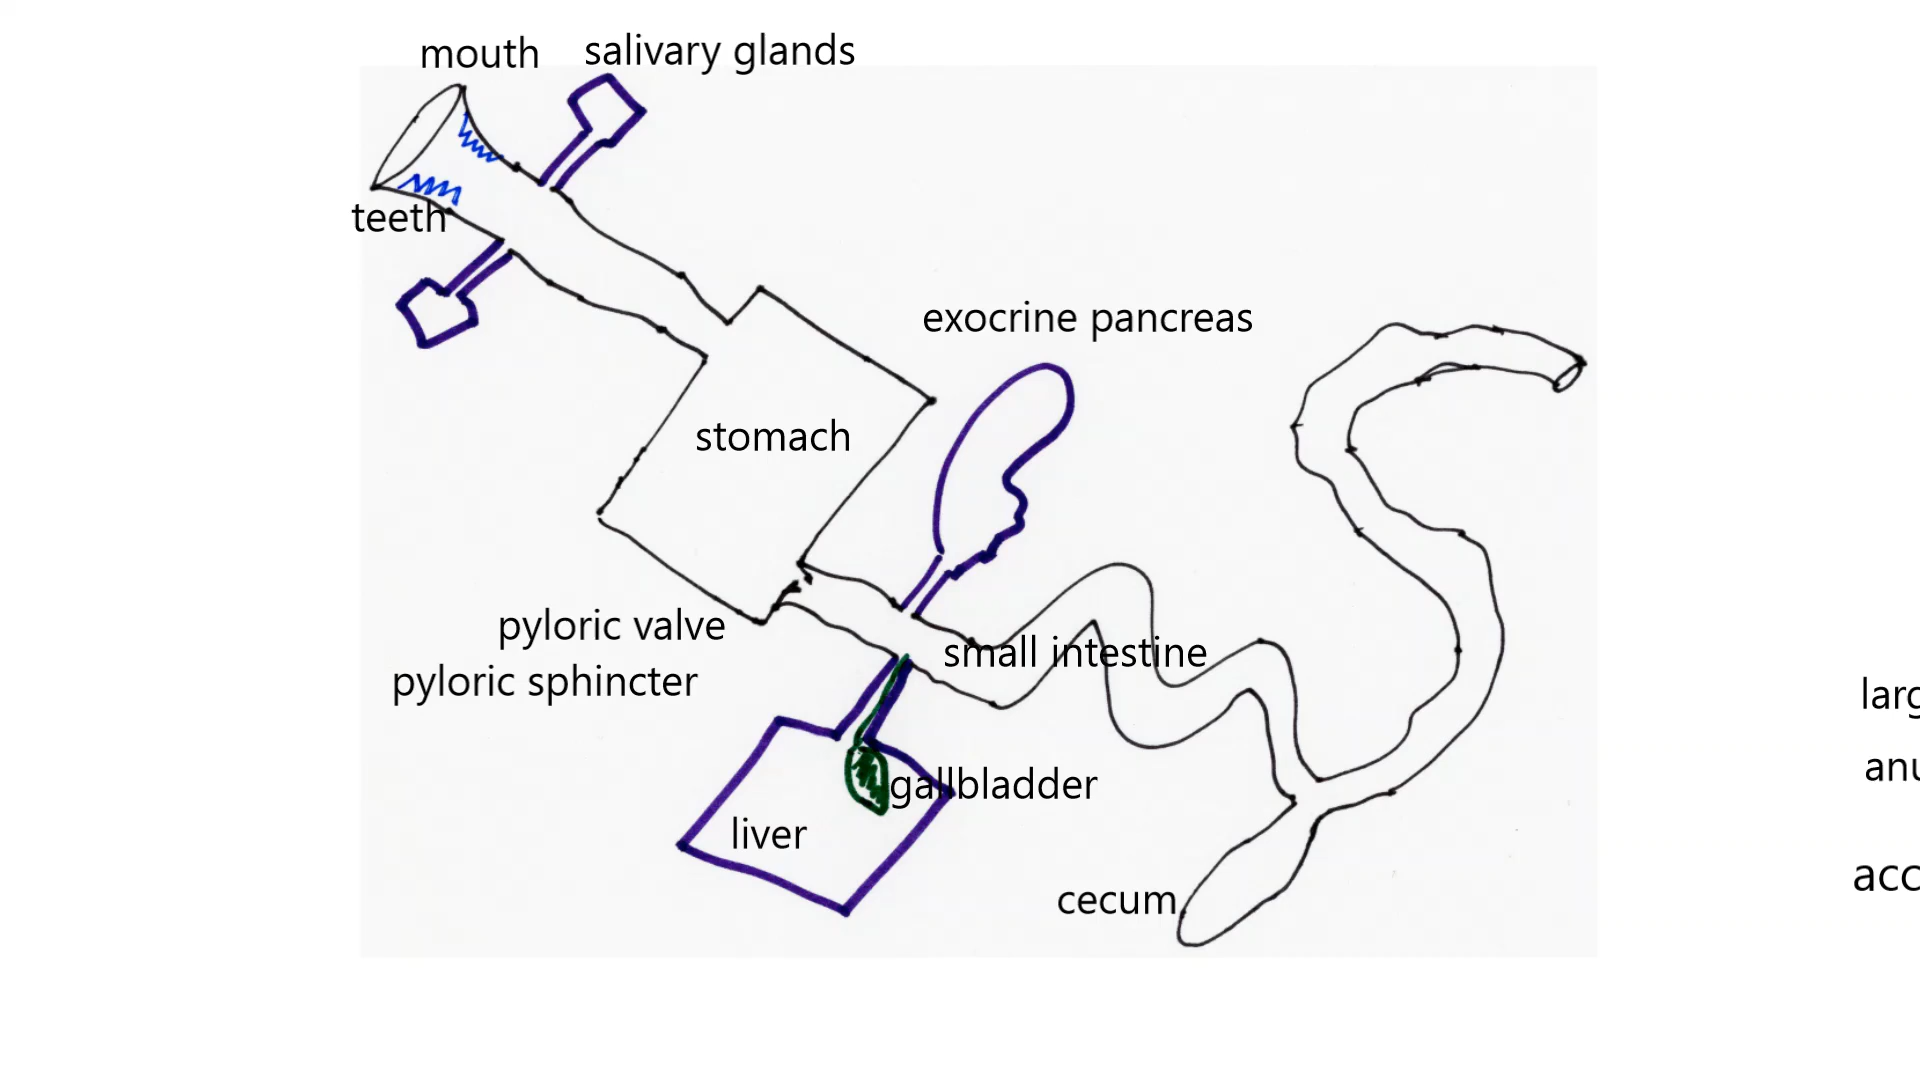 mouth
salivary glands
teeth
exocrine pancreas
stomach
pyloric valve
pyloric sphincter
small intestine
gallbladder
liver
cecum